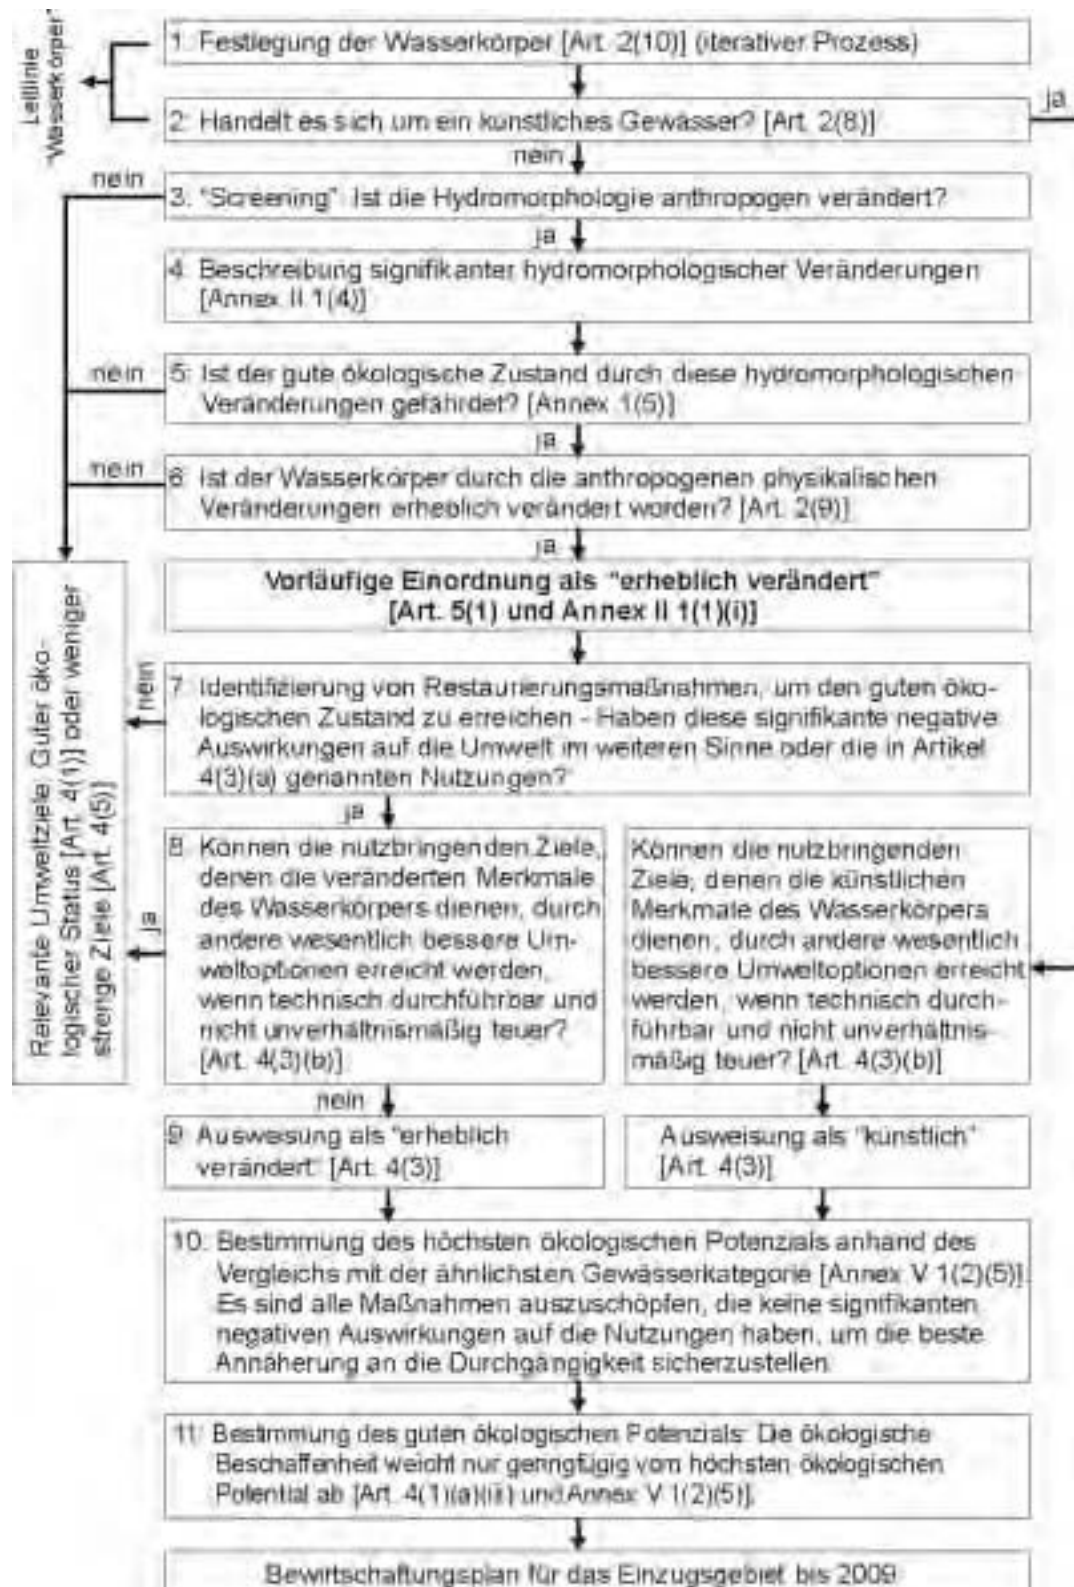 Leitlinie
"Wasserkörper"
1. Festlegung der Wasserkörper [Art. 2(10)] (iterativer Prozess)
ja
2. Handelt es sich um ein künstliches Gewässer? [Art. 2(8)]
nein
nein
3. "Screening": Ist die Hydromorphologie anthropogen verändert?
ja
4. Beschreibung signifikanter hydromorphologischer Veränderungen
[Annex II 1(4)]
nein
5. Ist der gute ökologische Zustand durch diese hydromorphologischen
Veränderungen gefährdet? [Annex 1(5)]
ja
nein
6. Ist der Wasserkörper durch die anthropogenen physikalischen
Veränderungen erheblich verändert worden? [Art. 2(9)]
ja
Vorläufige Einordnung als "erheblich verändert"
[Art. 5(1) und Annex II 1(1)(i)]
Relevante Umweltziele: Guter öko-
logischer Status [Art. 4(1)] oder weniger
strenge Ziele [Art. 4(5)]
nein
7. Identifizierung von Restaurierungsmaßnahmen, um den guten öko-
logischen Zustand zu erreichen - Haben diese signifikante negative
Auswirkungen auf die Umwelt im weiteren Sinne oder die in Artikel
4(3)(a) genannten Nutzungen?
ja
ja
8. Können die nutzbringenden Ziele,
denen die veränderten Merkmale
des Wasserkörpers dienen, durch
andere wesentlich bessere Um-
weltoptionen erreicht werden,
wenn technisch durchführbar und
nicht unverhältnismäßig teuer?
[Art. 4(3)(b)]
Können die nutzbringenden
Ziele, denen die künstlichen
Merkmale des Wasserkörpers
dienen, durch andere wesentlich
bessere Umweltoptionen erreicht
werden, wenn technisch durch-
führbar und nicht unverhältnis-
mäßig teuer? [Art. 4(3)(b)]
nein
9. Ausweisung als "erheblich
verändert" [Art. 4(3)]
Ausweisung als "künstlich"
[Art. 4(3)]
10. Bestimmung des höchsten ökologischen Potenzials anhand des
Vergleichs mit der ähnlichsten Gewässerkategorie [Annex V 1(2)(5)].
Es sind alle Maßnahmen auszuschöpfen, die keine signifikanten
negativen Auswirkungen auf die Nutzungen haben, um die beste
Annäherung an die Durchgängigkeit sicherzustellen
11. Bestimmung des guten ökologischen Potenzials: Die ökologische
Beschaffenheit weicht nur geringfügig vom höchsten ökologischen
Potential ab [Art. 4(1)(a)(iii) und Annex V 1(2)(5)].
Bewirtschaftungsplan für das Einzugsgebiet bis 2009